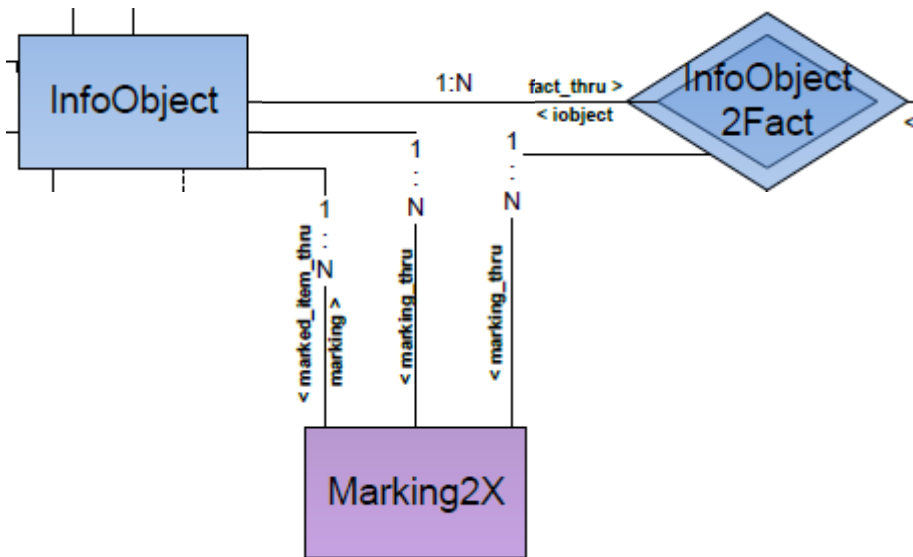 InfoObject
1:N
fact_thru >
< iobject
InfoObject
2Fact
<
1
:
N
< marked_item_thru
marking >
1
:
N
< marking_thru
1
:
N
< marking_thru
Marking2X